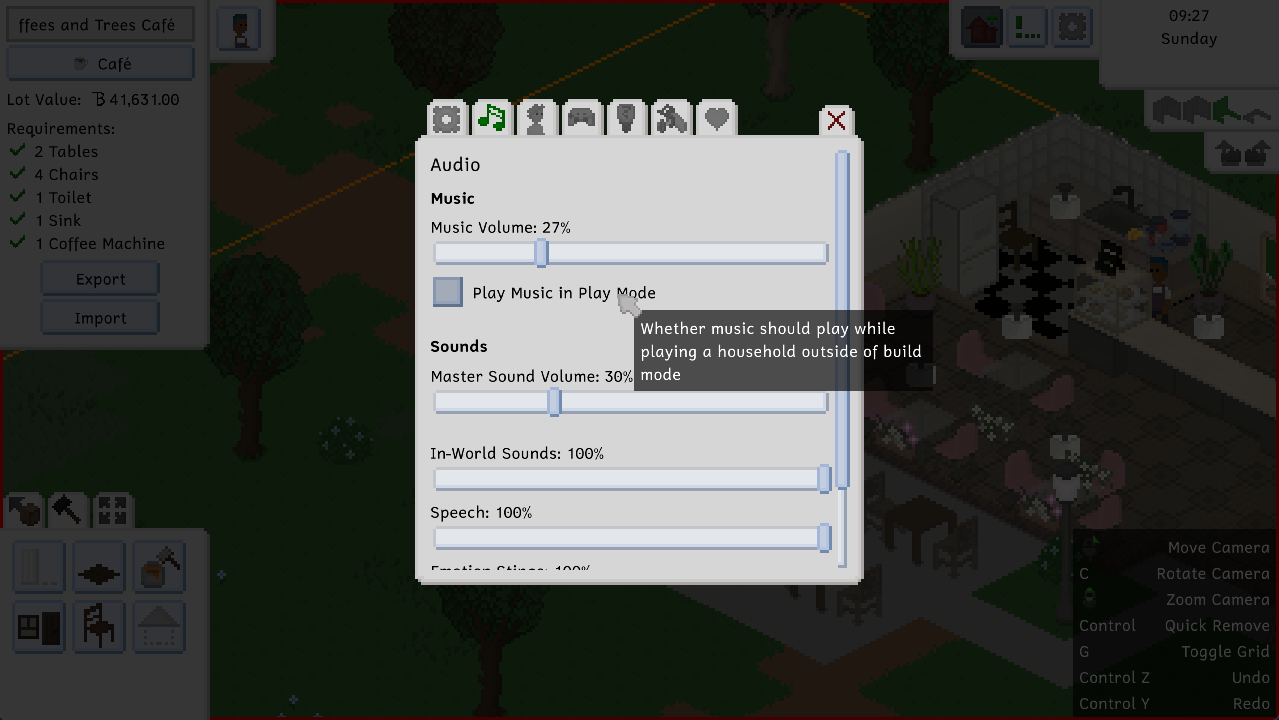 ffees and Trees Café
Café
Lot Value: Ƀ 41,631.00
Requirements:
2 Tables
4 Chairs
1 Toilet
1 Sink
1 Coffee Machine
Export
Import
Audio
Music
Music Volume: 27%
Play Music in Play Mode
Whether music should play while
playing a household outside of build
mode
Sounds
Master Sound Volume: 30%
In-World Sounds: 100%
Speech: 100%
Emotion Stings: 100%
09:27
Sunday
Move Camera
C Rotate Camera
Zoom Camera
Control Quick Remove
G Toggle Grid
Control Z Undo
Control Y Redo